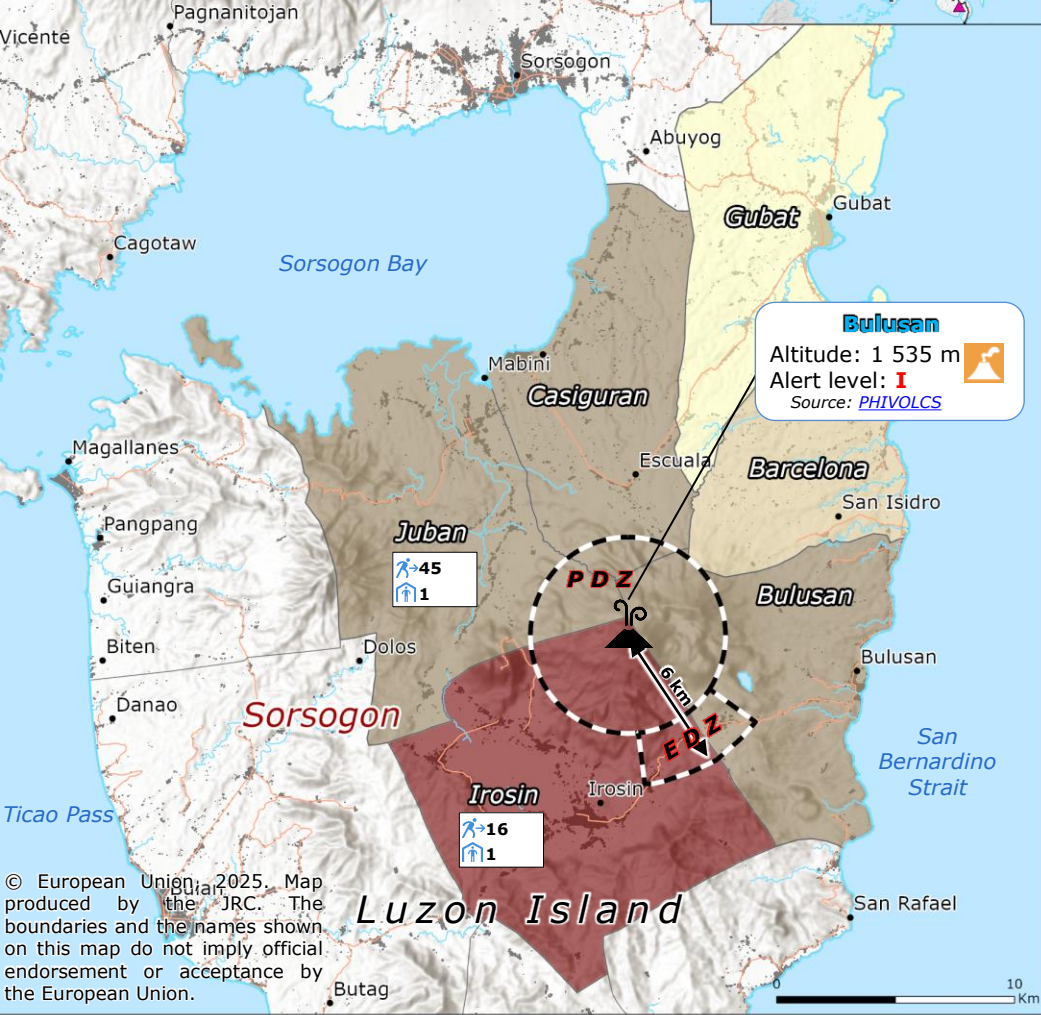 Pagnanitojan
Vicente
Sorsogon
Abuyog
Gubat
Gubat
Cagotaw
Sorsogon Bay
Bulusan
Altitude: 1 535 m
Alert level: I
Source: PHIVOLCS
Mabini
Casiguran
Magallanes
Escuala
Barcelona
San Isidro
Pangpang
Juban
45
1
PDZ
Guiangra
Bulusan
Biten
Dolos
Bulusan
6 km
Danao
Sorsogon
EDZ
San
Bernardino
Strait
Irosin
Irosin
Ticao Pass
16
1
© European Union, 2025. Map
produced by the JRC. The
boundaries and the names shown
on this map do not imply official
endorsement or acceptance by
the European Union.
Bulan
Luzon Island
San Rafael
Butag
0 10
Km